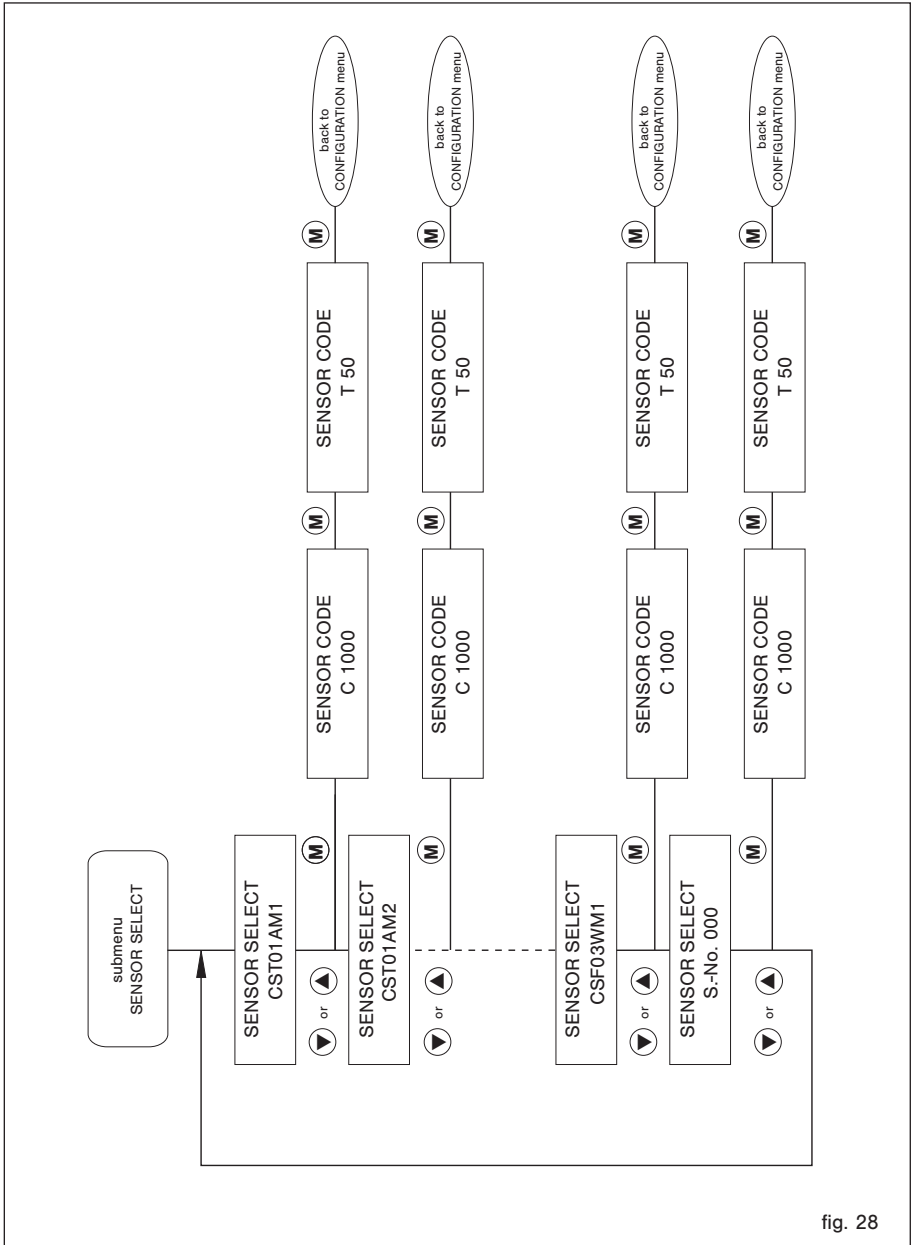 submenu
SENSOR SELECT
SENSOR SELECT
CST01AM1
M
SENSOR CODE
C 1000
M
SENSOR CODE
T 50
M
back to
CONFIGURATION menu
▼ or ▲
SENSOR SELECT
CST01AM2
M
SENSOR CODE
C 1000
M
SENSOR CODE
T 50
M
back to
CONFIGURATION menu
▼ or ▲
SENSOR SELECT
CSF03WM1
M
SENSOR CODE
C 1000
M
SENSOR CODE
T 50
M
back to
CONFIGURATION menu
▼ or ▲
SENSOR SELECT
S.-No. 000
M
SENSOR CODE
C 1000
M
SENSOR CODE
T 50
M
back to
CONFIGURATION menu
▼ or ▲
fig. 28